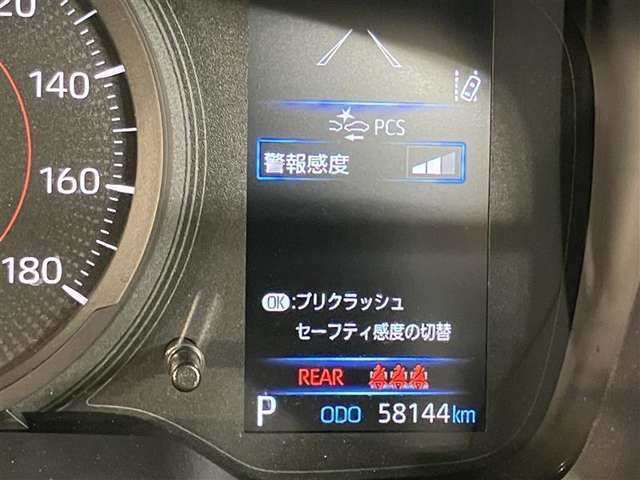 140
160
180
PCS
警報感度
OK:プリクラッシュ
セーフティ感度の切替
REAR
P ODO 58144km